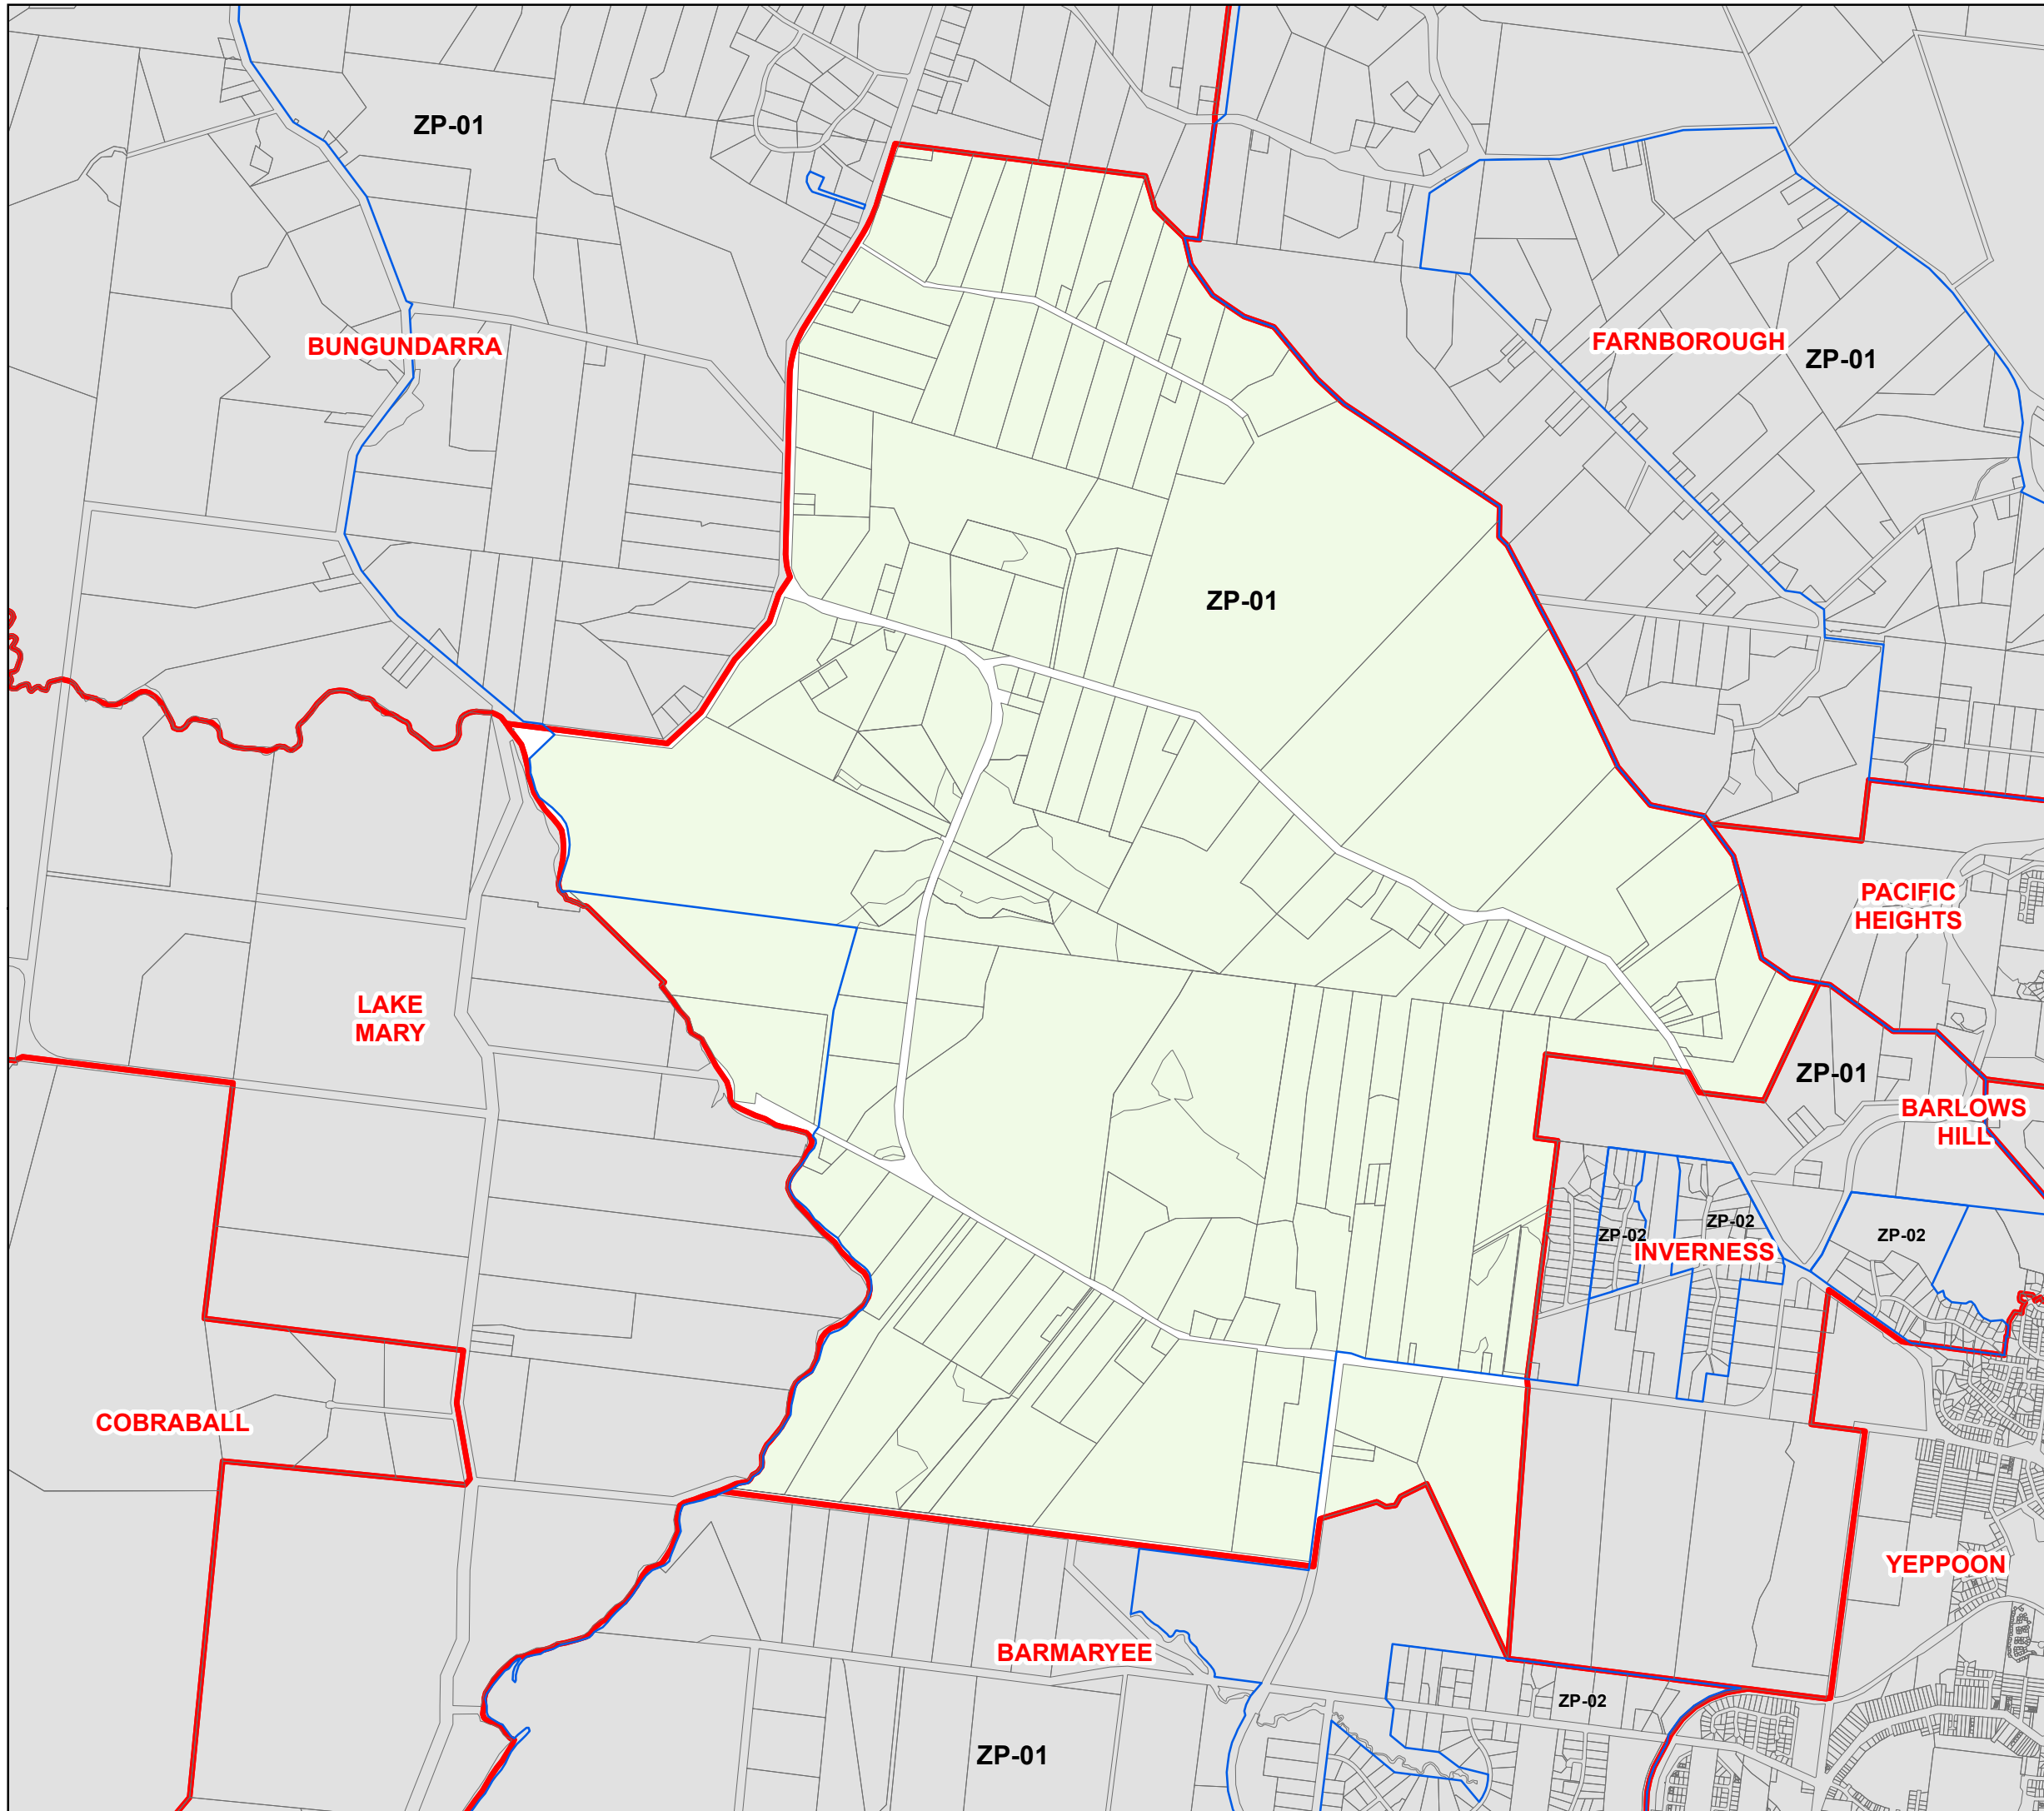 ZP-01
BUNGUNDARRA
FARNBOROUGH
ZP-01
ZP-01
PACIFIC
HEIGHTS
LAKE
MARY
ZP-01
BARLOWS
HILL
ZP-02
ZP-02
ZP-02
INVERNESS
COBRABALL
YEPPOON
BARMARYEE
ZP-02
ZP-01